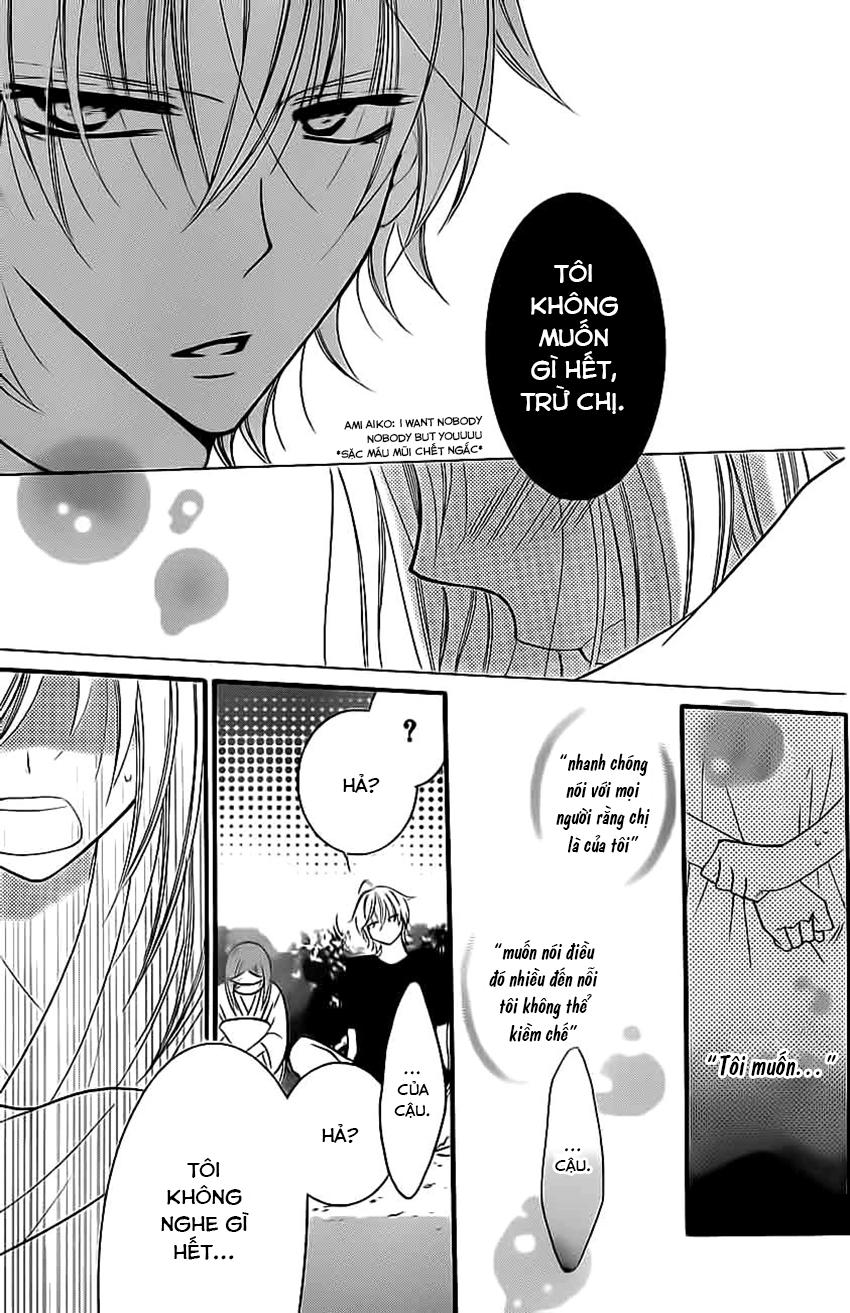 TÔI
KHÔNG
MUỐN
GÌ HẾT,
TRỪ CHỊ.
AMI AIKO: I WANT NOBODY
NOBODY BUT YOUUUU
*SẶC MÁU MŨI CHẾT NGẮC*
“Tôi muốn...”
“nhanh chóng
nói với mọi
người rằng chị
là của tôi”
“muốn nói điều
đó nhiều đến nỗi
tôi không thể
kiềm chế”
...
CẬU.
?
HẢ?
...
CỦA
CẬU.
HẢ?
TÔI
KHÔNG
NGHE GÌ
HẾT...